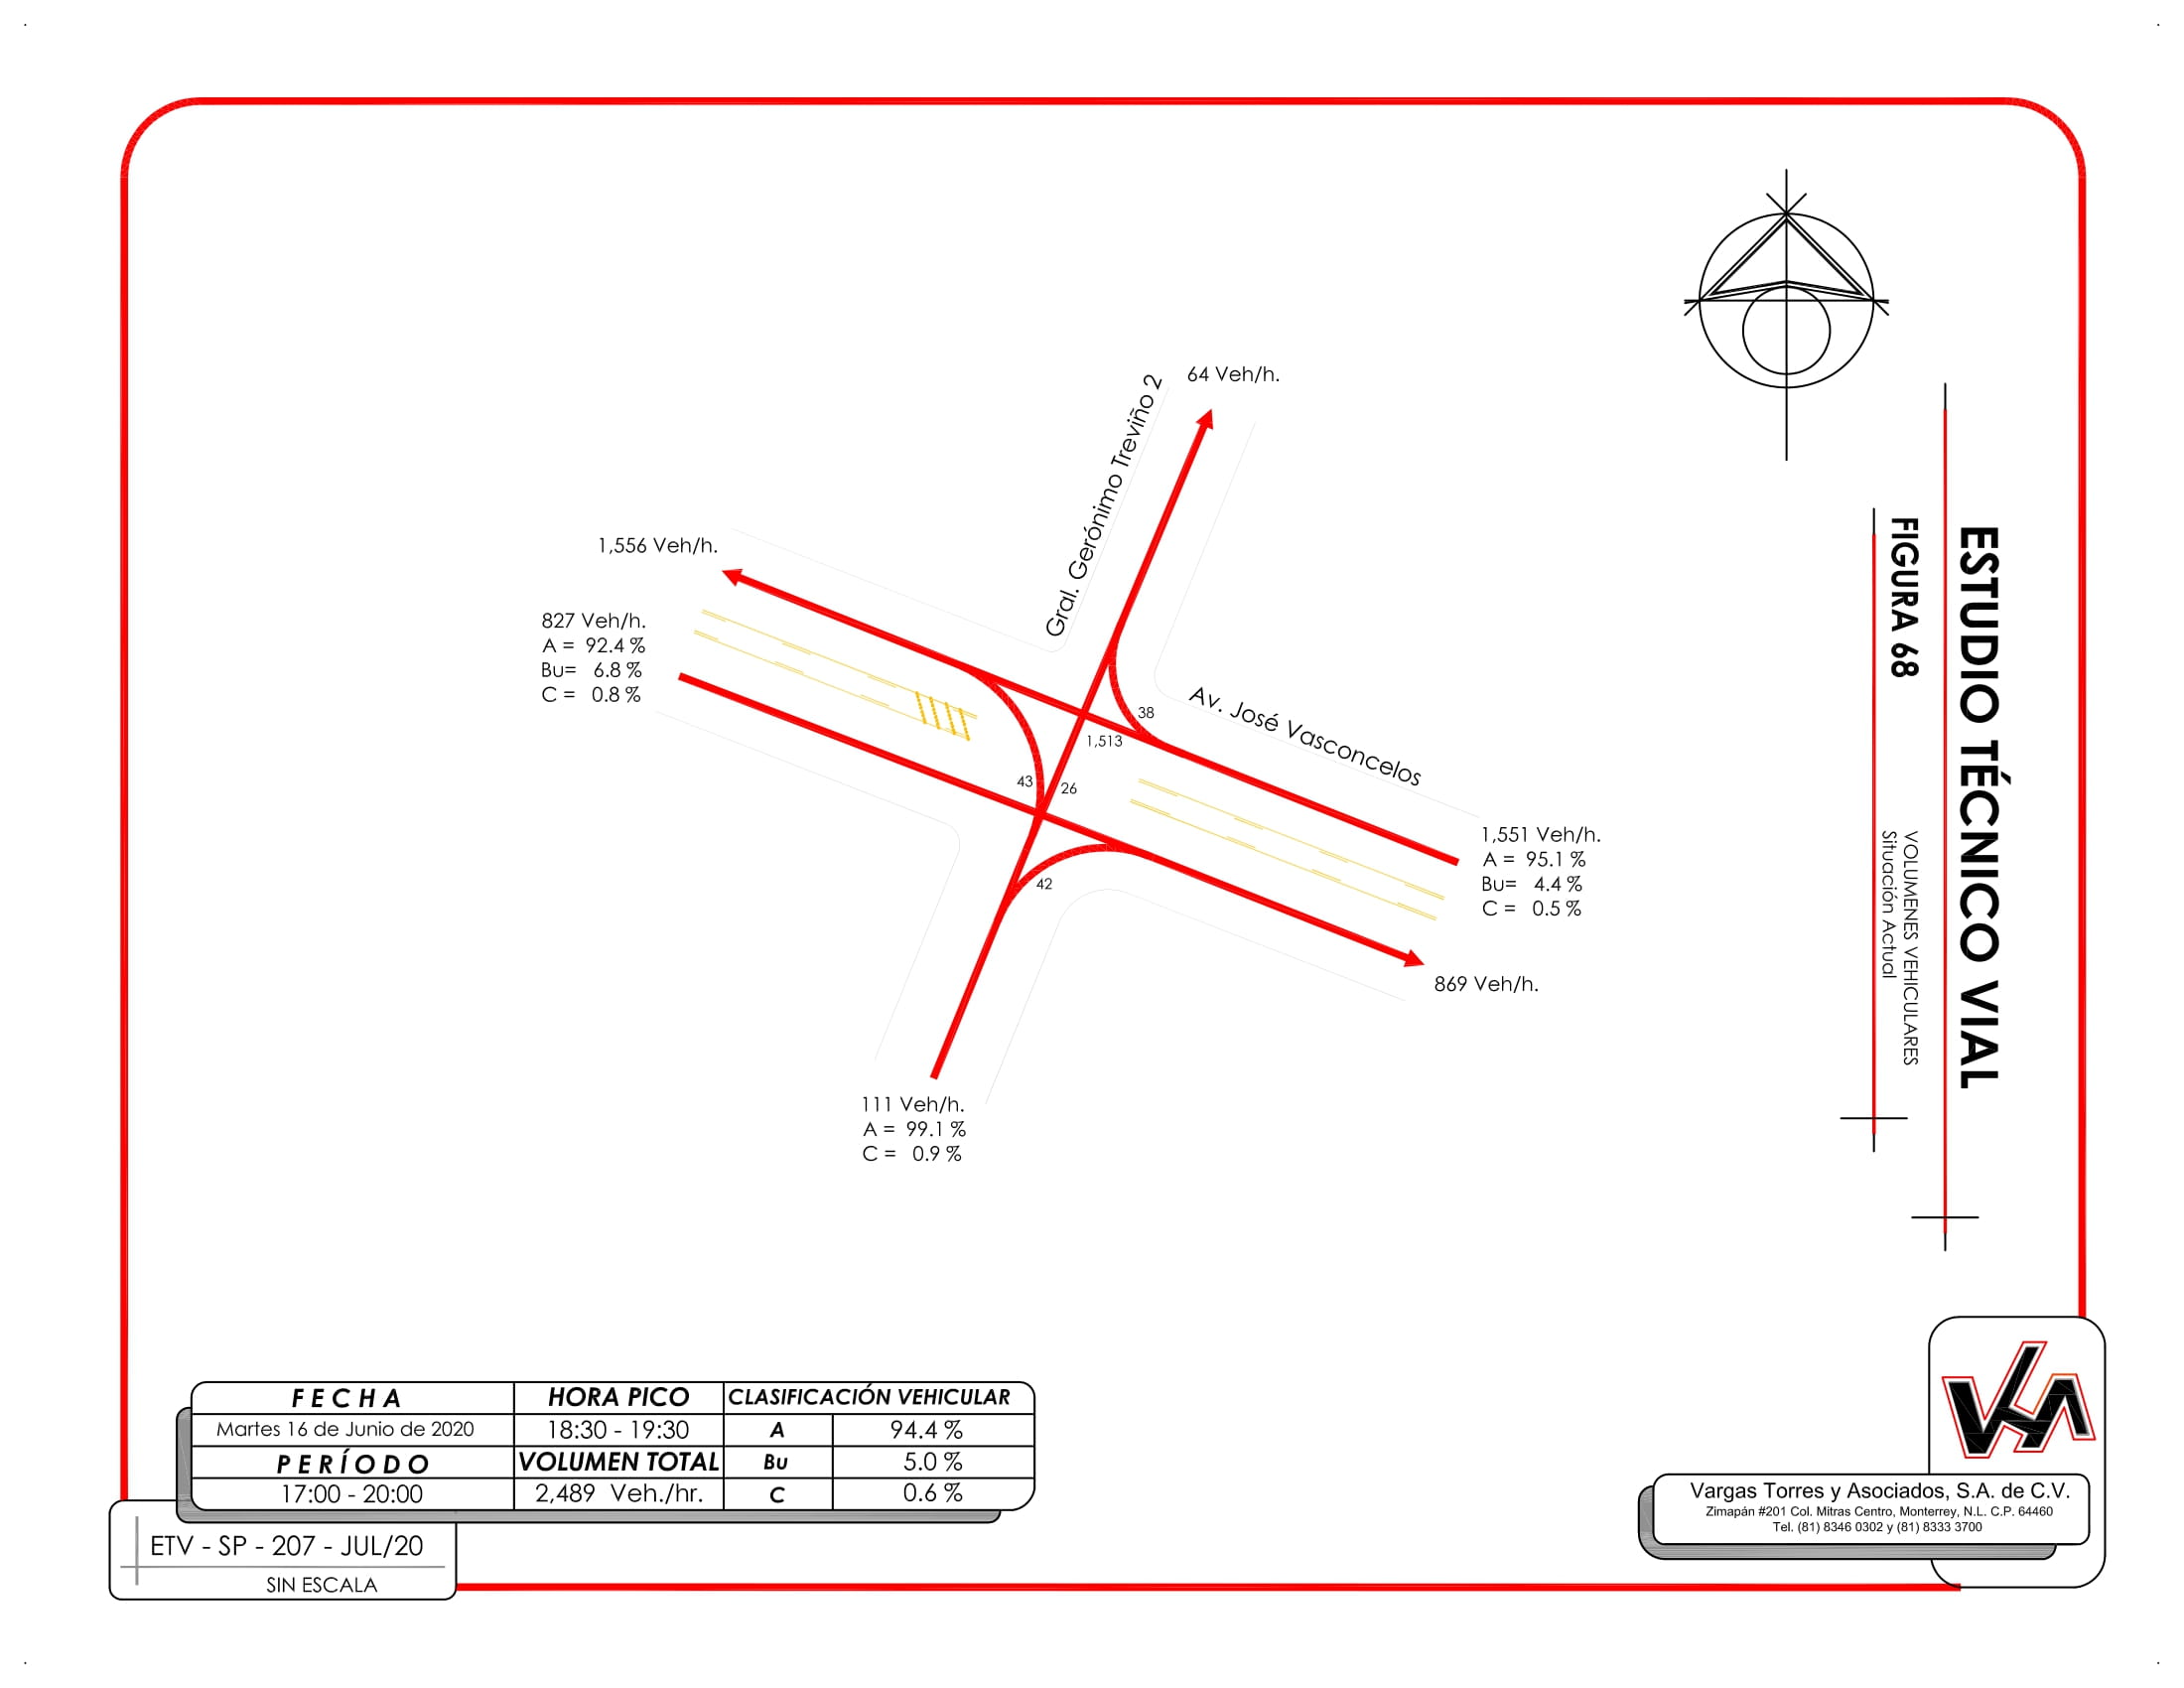 64 Veh/h.
Gral. Gerónimo Treviño 2
1,556 Veh/h.
827 Veh/h.
A = 92.4 %
Bu= 6.8 %
C = 0.8 %
38
1,513
Av. José Vasconcelos
43
26
42
1,551 Veh/h.
A = 95.1 %
Bu= 4.4 %
C = 0.5 %
869 Veh/h.
111 Veh/h.
A = 99.1 %
C = 0.9 %
ESTUDIO TÉCNICO VIAL
FIGURA 68
VOLUMENES VEHICULARES
Situación Actual
FECHA
HORA PICO
CLASIFICACIÓN VEHICULAR
Martes 16 de Junio de 2020
18:30 - 19:30
A
94.4 %
PERÍODO
VOLUMEN TOTAL
Bu
5.0 %
17:00 - 20:00
2,489 Veh./hr.
C
0.6 %
ETV - SP - 207 - JUL/20
SIN ESCALA
Vargas Torres y Asociados, S.A. de C.V.
Zimapán #201 Col. Mitras Centro, Monterrey, N.L. C.P. 64460
Tel. (81) 8346 0302 y (81) 8333 3700